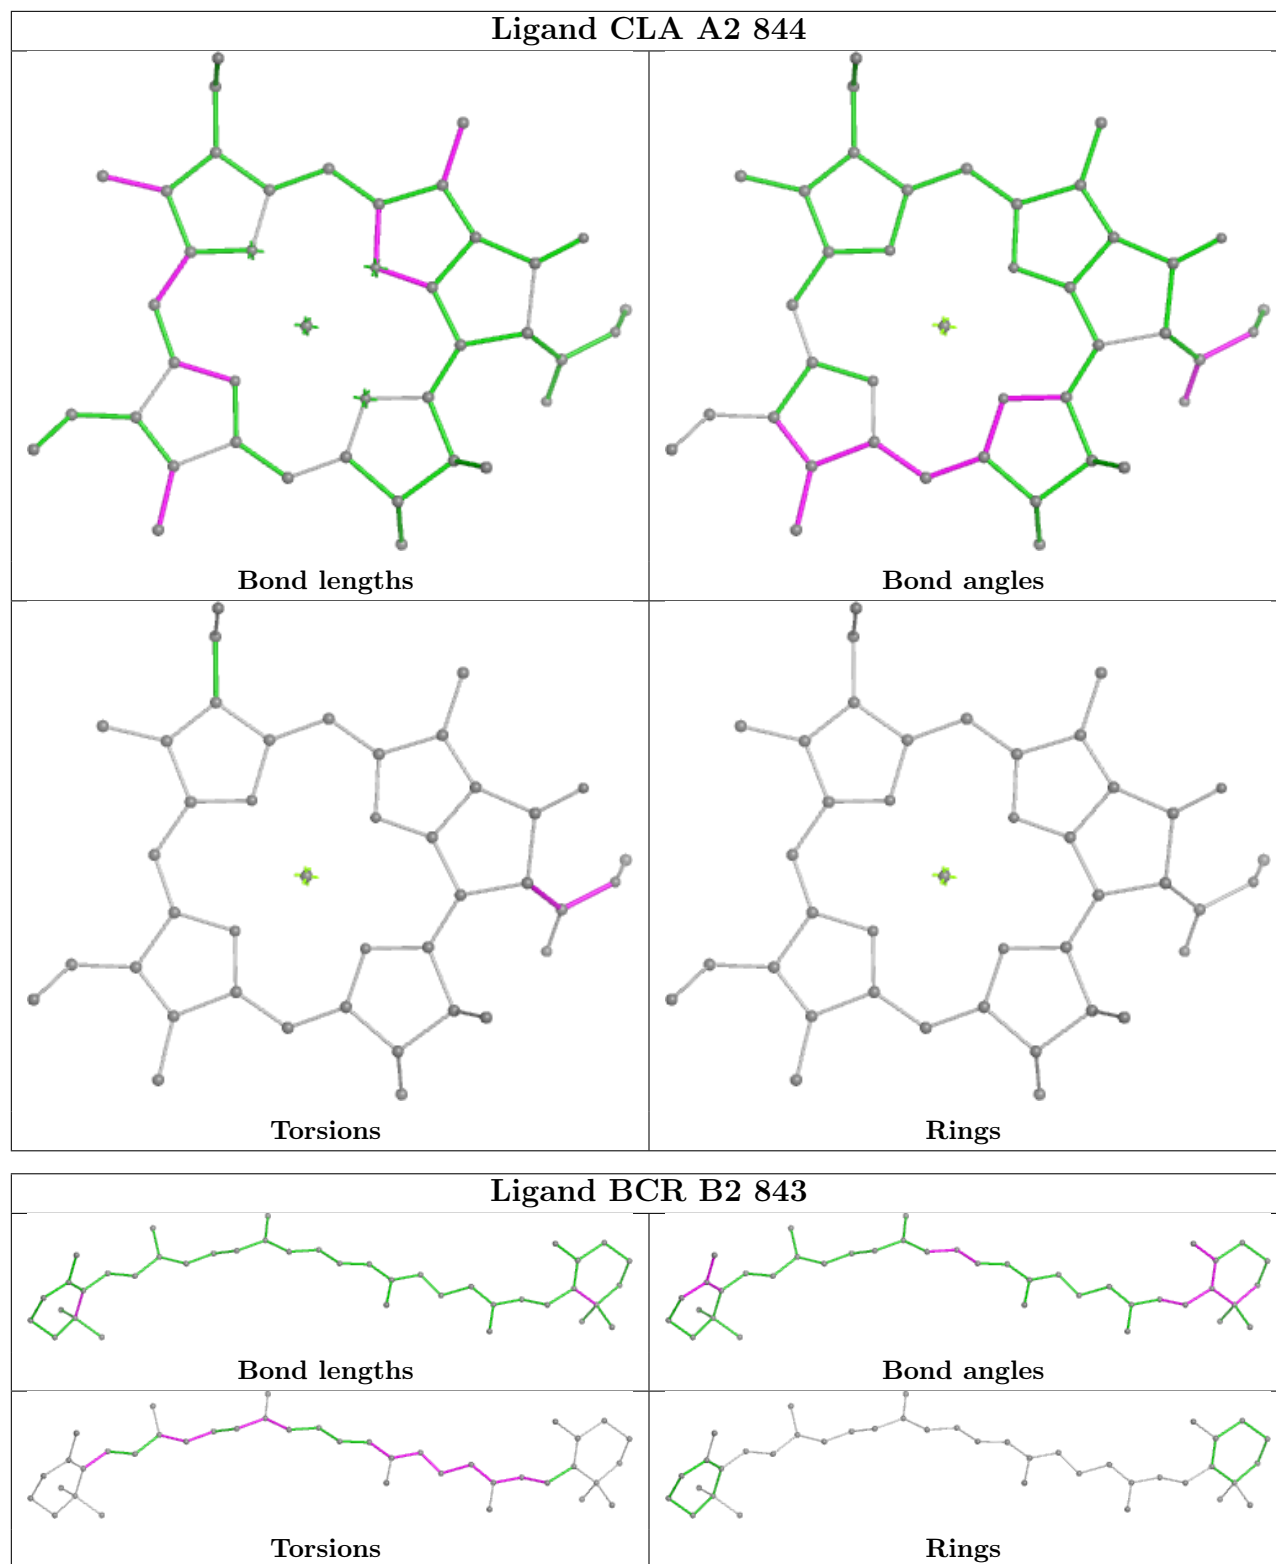 Ligand CLA A2 844
Bond lengths
Bond angles
Torsions
Rings
Ligand BCR B2 843
Bond lengths
Bond angles
Torsions
Rings